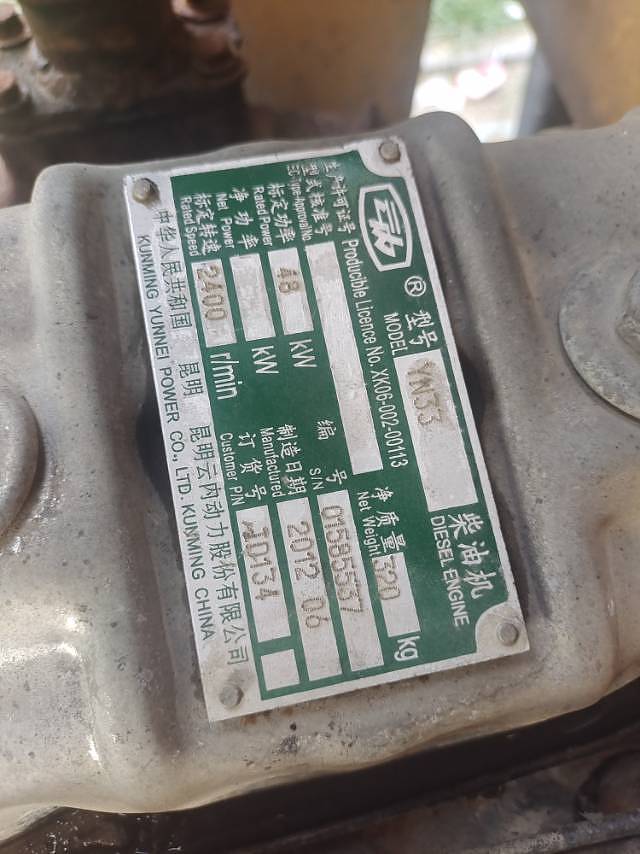 云内 ®
型号 MODEL YN33
柴油机 DIESEL ENGINE
生产许可证号 Producible Licence No. XK06-002-00113
型式核准号 EC-Type-Approval No.
净质量 Net Weight 320 kg
标定功率 Rated Power 48 kW
编号 S/N 01585537
净功率 Net Power kW
制造日期 Manufactured 2012 06
标定转速 Rated Speed 2400 r/min
订货号 Customer P/N JD134
中华人民共和国 昆明 昆明云内动力股份有限公司
KUNMING YUNNEI POWER CO., LTD. KUNMING CHINA